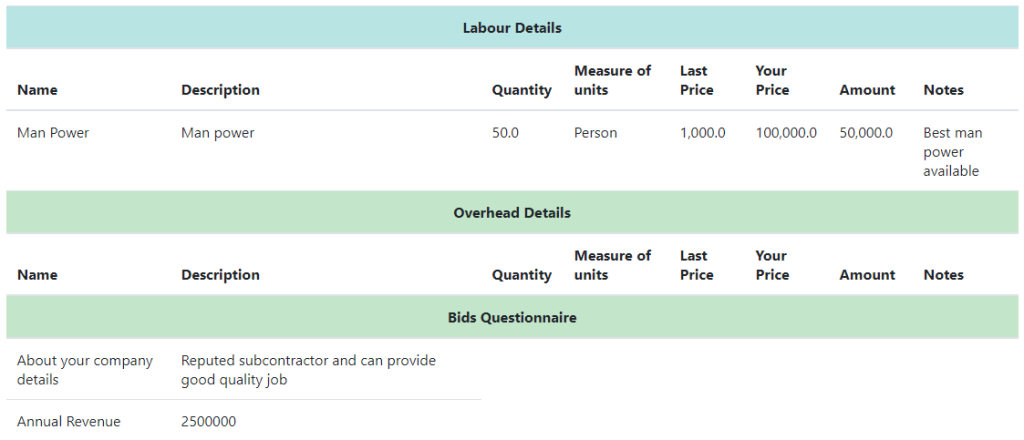 Labour Details
Name Description Quantity Measure of units Last Price Your Price Amount Notes
Man Power Man power 50.0 Person 1,000.0 100,000.0 50,000.0 Best man power available
Overhead Details
Name Description Quantity Measure of units Last Price Your Price Amount Notes
Bids Questionnaire
About your company details Reputed subcontractor and can provide good quality job
Annual Revenue 2500000